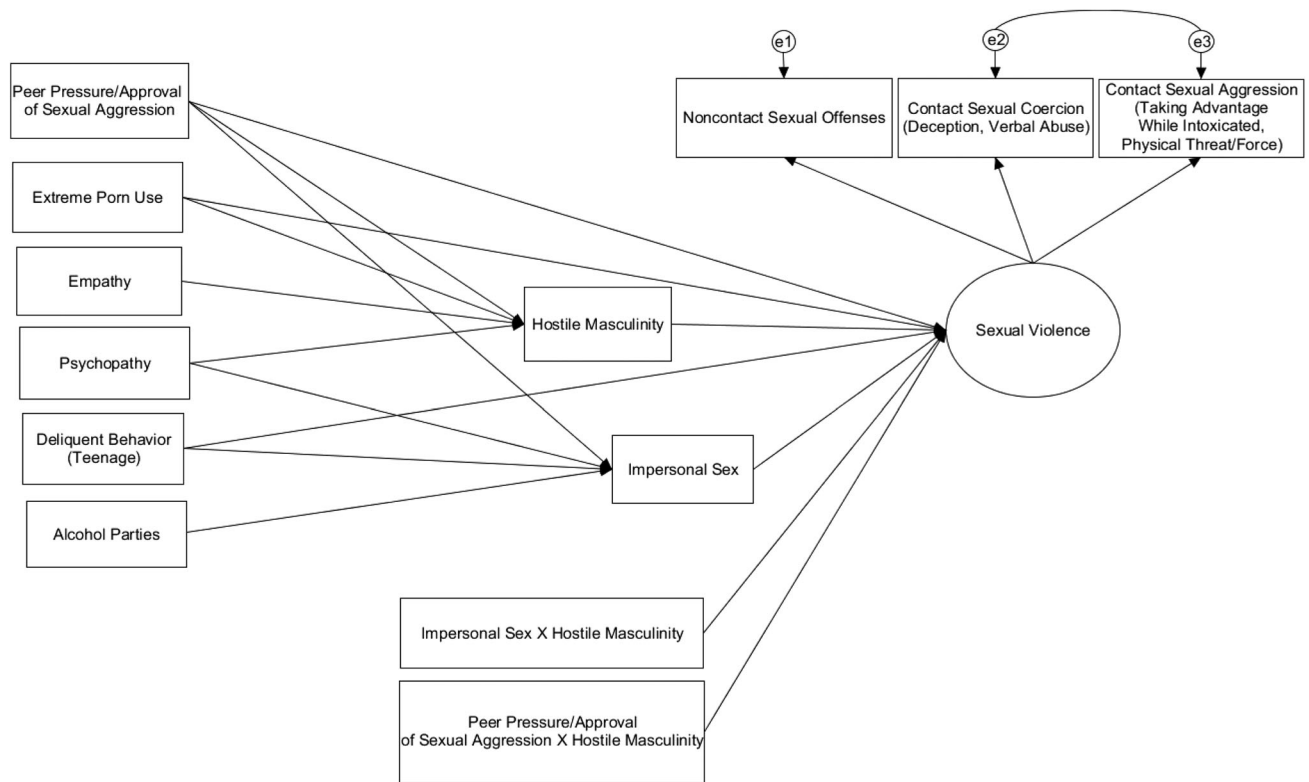 e1
e2
e3
Peer Pressure/Approval
of Sexual Aggression
Noncontact Sexual Offenses
Contact Sexual Coercion
(Deception, Verbal Abuse)
Contact Sexual Aggression
(Taking Advantage
While Intoxicated,
Physical Threat/Force)
Extreme Porn Use
Empathy
Hostile Masculinity
Sexual Violence
Psychopathy
Deliquent Behavior
(Teenage)
Impersonal Sex
Alcohol Parties
Impersonal Sex X Hostile Masculinity
Peer Pressure/Approval
of Sexual Aggression X Hostile Masculinity